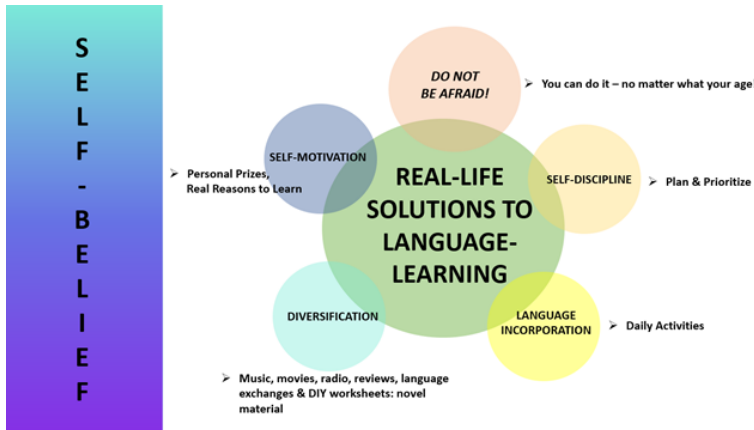 SELF-BELIEF
DO NOT
BE AFRAID!
➢ You can do it – no matter what your age!
SELF-MOTIVATION
➢ Personal Prizes,
Real Reasons to Learn
REAL-LIFE
SOLUTIONS TO
LANGUAGE-
LEARNING
SELF-DISCIPLINE
➢ Plan & Prioritize
DIVERSIFICATION
➢ Music, movies, radio, reviews, language
exchanges & DIY worksheets: novel
material
LANGUAGE
INCORPORATION
➢ Daily Activities